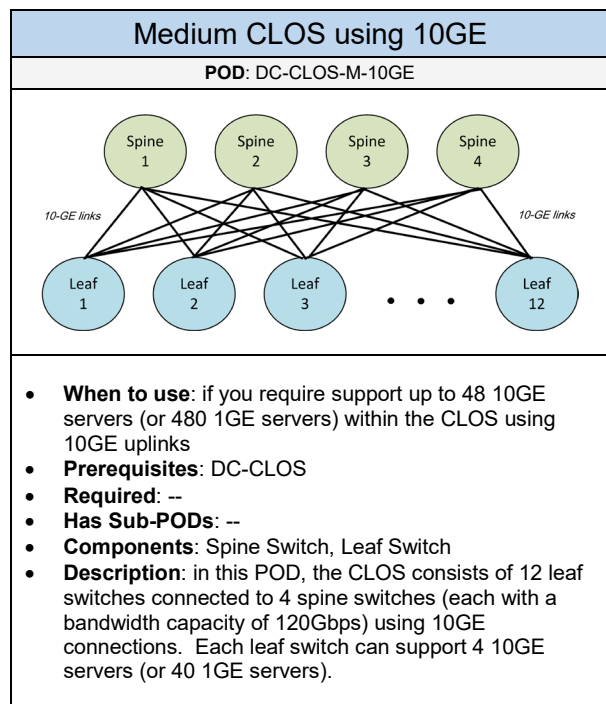 Medium CLOS using 10GE
POD: DC-CLOS-M-10GE
Spine Spine Spine Spine
1 2 3 4
10-GE links 10-GE links
Leaf Leaf Leaf Leaf
1 2 3 • • • 12
• When to use: if you require support up to 48 10GE
servers (or 480 1GE servers) within the CLOS using
10GE uplinks
• Prerequisites: DC-CLOS
• Required: --
• Has Sub-PODs: --
• Components: Spine Switch, Leaf Switch
• Description: in this POD, the CLOS consists of 12 leaf
switches connected to 4 spine switches (each with a
bandwidth capacity of 120Gbps) using 10GE
connections.  Each leaf switch can support 4 10GE
servers (or 40 1GE servers).